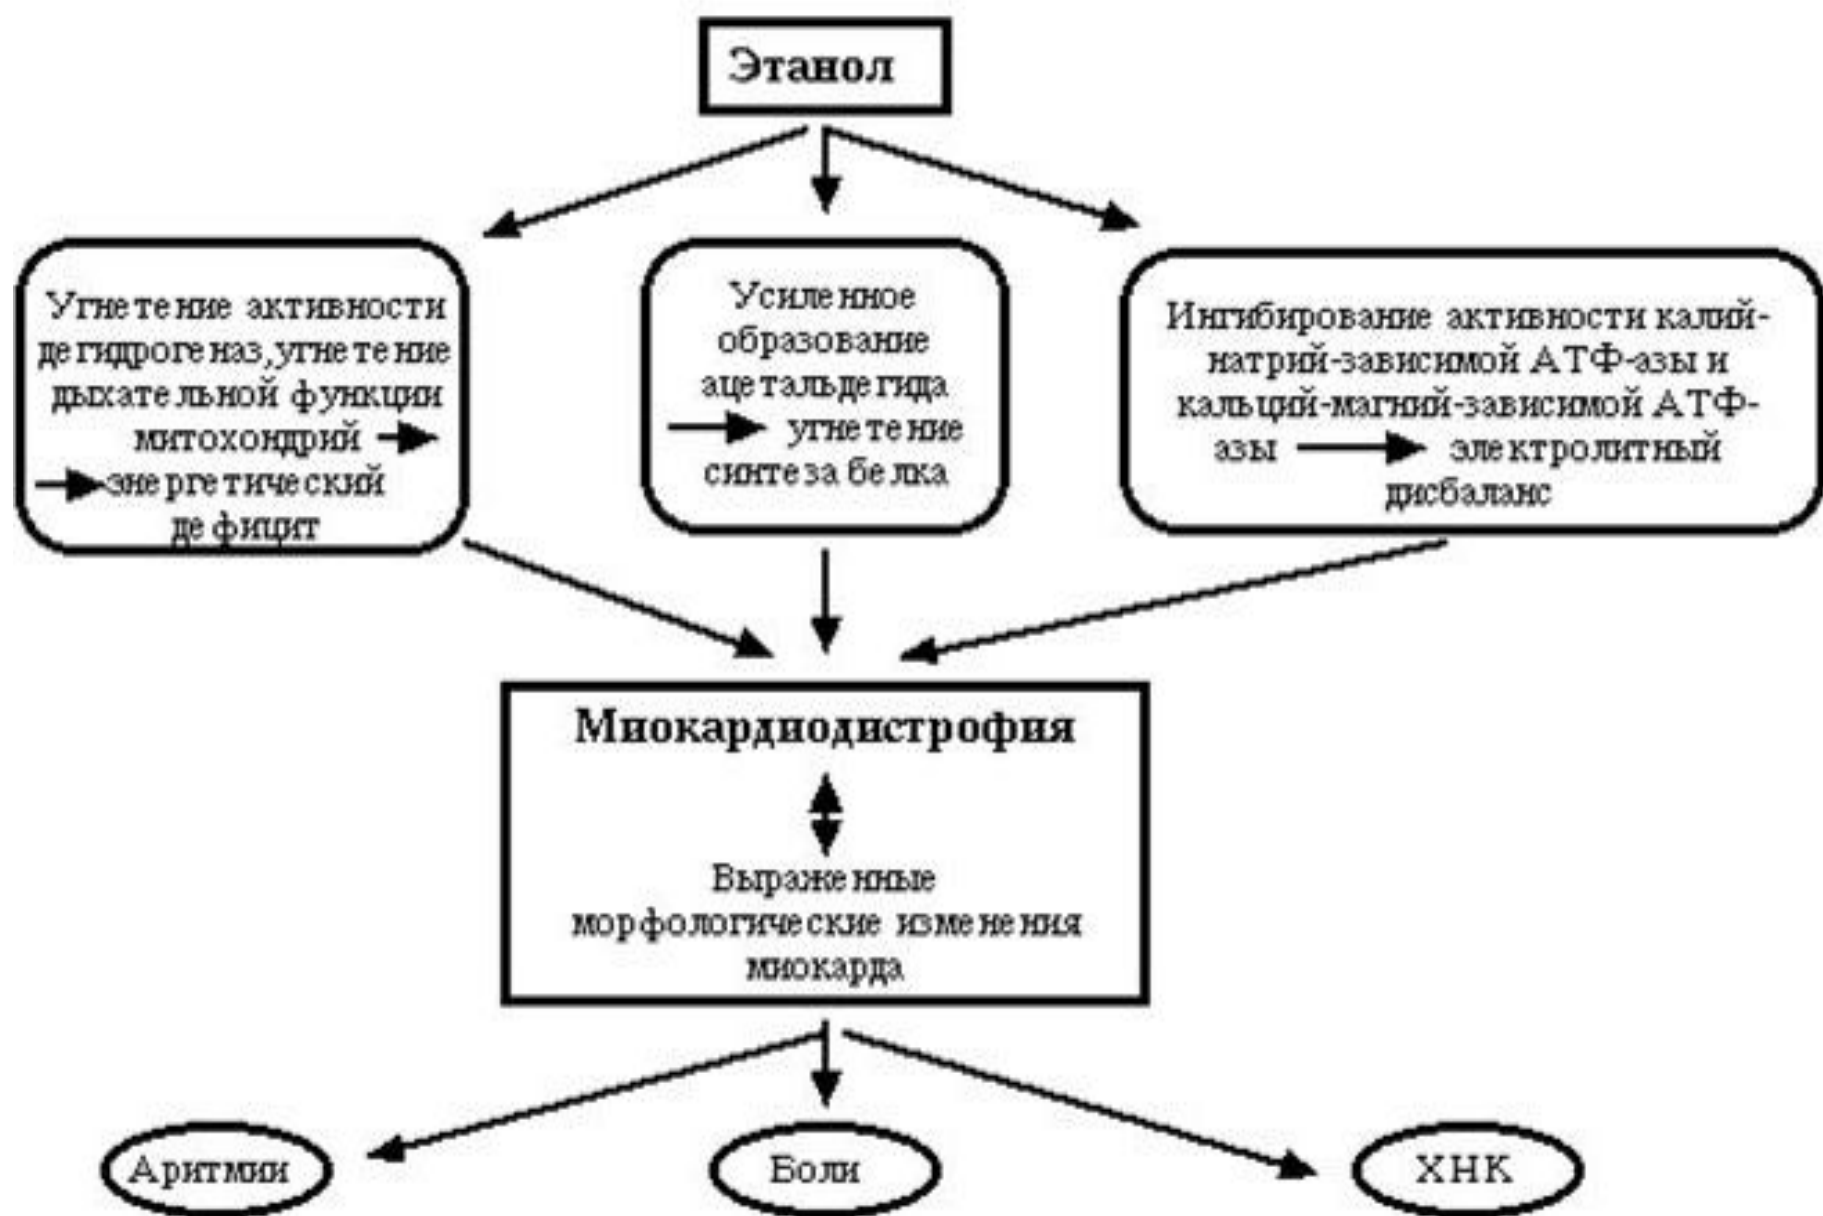 Этанол
Угнетение активности
дегидрогеназ,угнетение
дыхательной функции
митохондрий
энергетический
дефицит
Усиленное
образование
ацетальдегида
угнетение
синтеза белка
Ингибирование активности калий-
натрий-зависимой АТФ-азы и
кальций-магний-зависимой АТФ-
азы электролитный
дисбаланс
Миокардиодистрофия
Выраженные
морфологические изменения
миокарда
Аритмии
Боли
ХНК